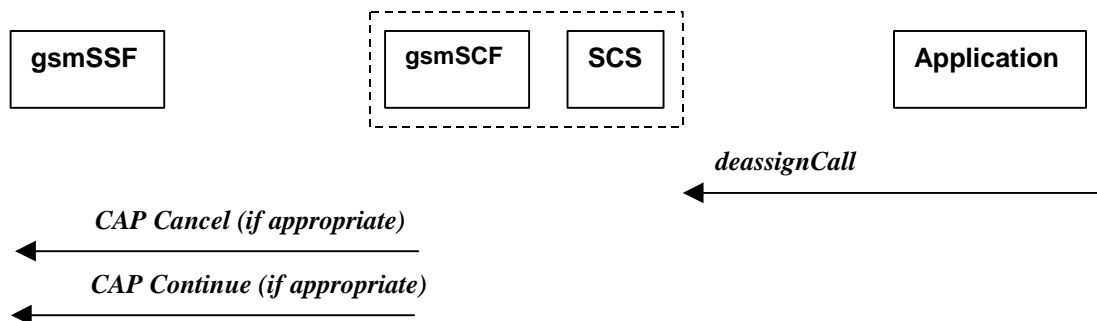 gsmSSF
gsmSCF
SCS
Application
deassignCall
CAP Cancel (if appropriate)
CAP Continue (if appropriate)